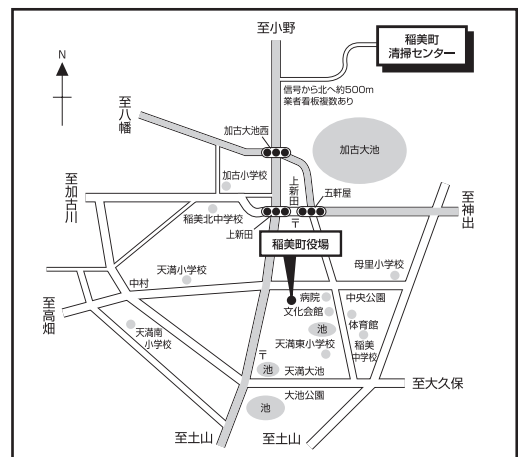 至小野
稲美町
清掃センター
N
信号から北へ約500m
業者看板複数あり
至八幡
加古大池西
加古大池
加古小学校
上新田
五軒屋
至加古川
稲美北中学校
上新田
〒
至神出
稲美町役場
天満小学校
母里小学校
中村
病院
中央公園
文化会館
至高畑
池
体育館
天満南
小学校
天満東小学校
稲美
中学校
〒
池
天満大池
至大久保
大池公園
池
至土山
至土山